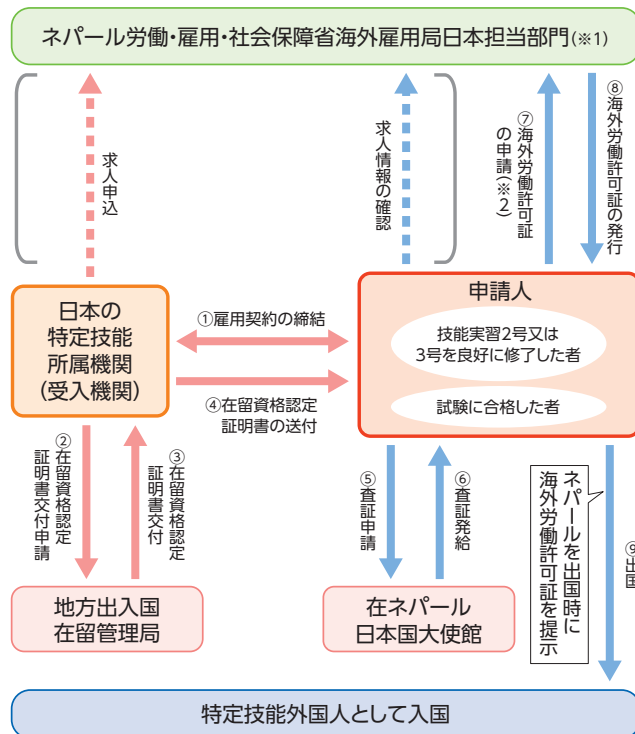 ネパール労働・雇用・社会保障省海外雇用局日本担当部門(※1)
求人申込
求人情報の確認
⑦海外労働許可証
の申請(※2)
⑧海外労働許可証の発行
日本の
特定技能
所属機関
(受入機関)
①雇用契約の締結
④在留資格認定
証明書の送付
申請人
技能実習2号又は
3号を良好に修了した者
試験に合格した者
②在留資格認定
証明書交付申請
③在留資格認定
証明書交付
⑤査証申請
⑥査証発給
ネパールを出国時に
海外労働許可証を提示
⑨出国
地方出入国
在留管理局
在ネパール
日本国大使館
特定技能外国人として入国